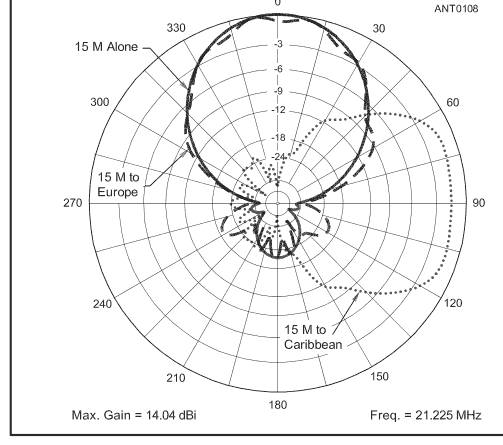 0
ANT0108
330
30
15 M Alone
-3
-6
300
-9
60
-12
-18
-24
15 M to
Europe
270
90
240
120
15 M to
Caribbean
210
150
180
Max. Gain = 14.04 dBi
Freq. = 21.225 MHz